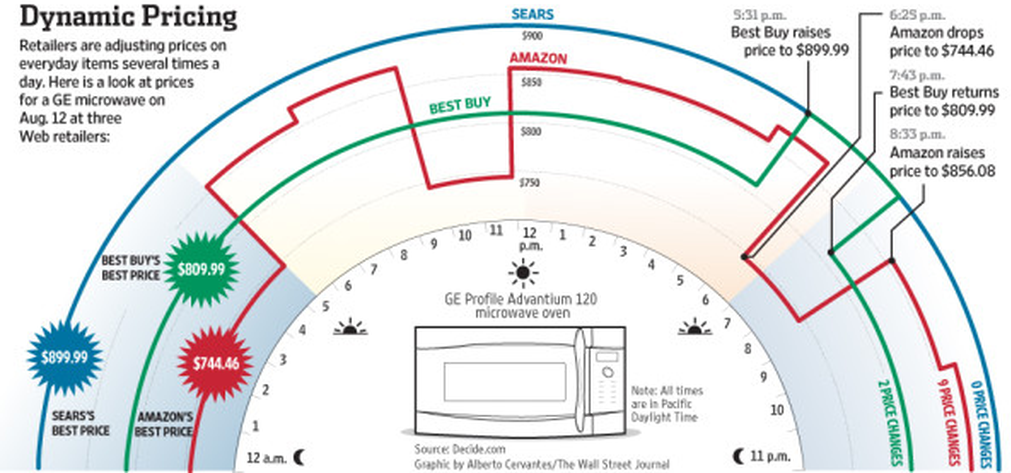 Dynamic Pricing
Retailers are adjusting prices on
everyday items several times a
day. Here is a look at prices
for a GE microwave on
Aug. 12 at three
Web retailers:
SEARS
$900
AMAZON
$850
BEST BUY
$800
$750
5:31 p.m.
Best Buy raises
price to $899.99
6:25 p.m.
Amazon drops
price to $744.46
7:43 p.m.
Best Buy returns
price to $809.99
8:33 p.m.
Amazon raises
price to $856.08
BEST BUY'S
BEST PRICE
$809.99
$899.99
SEARS'S
BEST PRICE
$744.46
AMAZON'S
BEST PRICE
12 a.m.
1
2
3
4
5
6
7
8
9
10
11
12
p.m.
1
2
3
4
5
6
7
8
9
10
11 p.m.
GE Profile Advantium 120
microwave oven
Note: All times
are in Pacific
Daylight Time
Source: Decide.com
Graphic by Alberto Cervantes/The Wall Street Journal
2 PRICE CHANGES
9 PRICE CHANGES
0 PRICE CHANGES